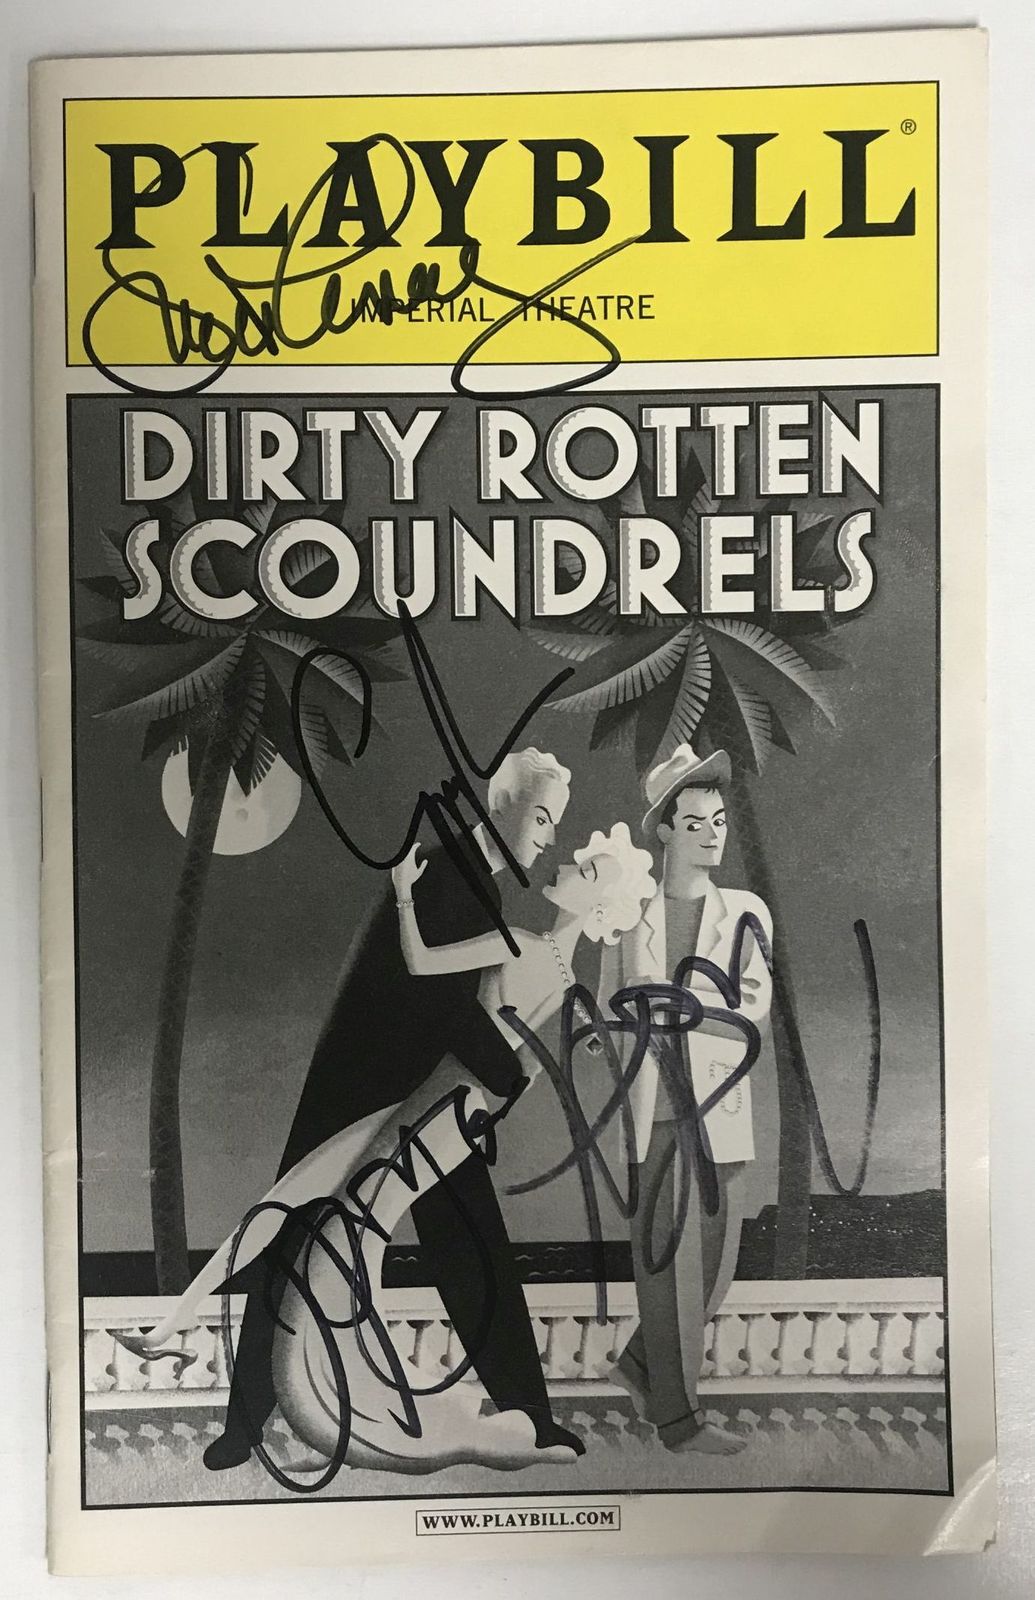 PLAYBILL®
IMPERIAL THEATRE
DIRTY ROTTEN
SCOUNDRELS
WWW.PLAYBILL.COM